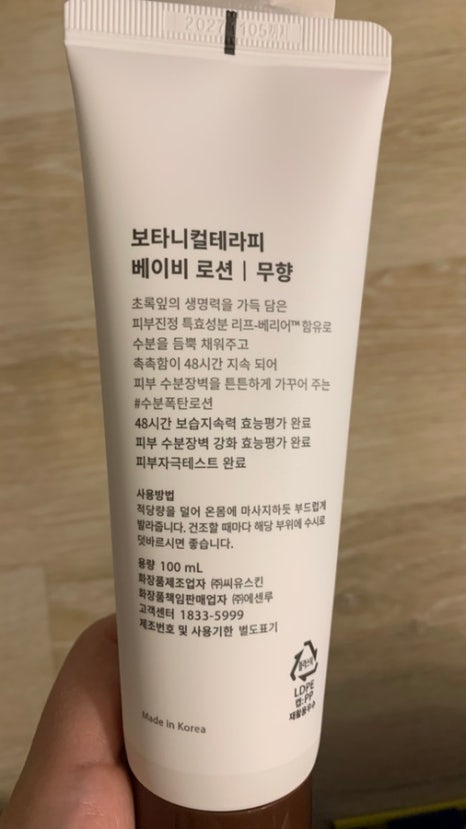 보타니컬테라피
베이비 로션 | 무향
초록잎의 생명력을 가득 담은
피부진정 특효성분 리프-베리어™함유로
수분을 듬뿍 채워주고
촉촉함이 48시간 지속 되어
피부 수분장벽을 튼튼하게 가꾸어 주는
#수분폭탄로션
48시간 보습지속력 효능평가 완료
피부 수분장벽 강화 효능평가 완료
피부자극테스트 완료
사용방법
적당량을 덜어 온몸에 마사지하듯 부드럽게
발라줍니다. 건조할 때마다 해당 부위에 수시로
덧바르시면 좋습니다.
용량 100 mL
화장품제조업자 ㈜씨유스킨
화장품책임판매업자 ㈜에센루
고객센터 1833-5999
제조번호 및 사용기한 별도표기
플라스틱
LDPE
캡:PP
재활용우수
Made in Korea